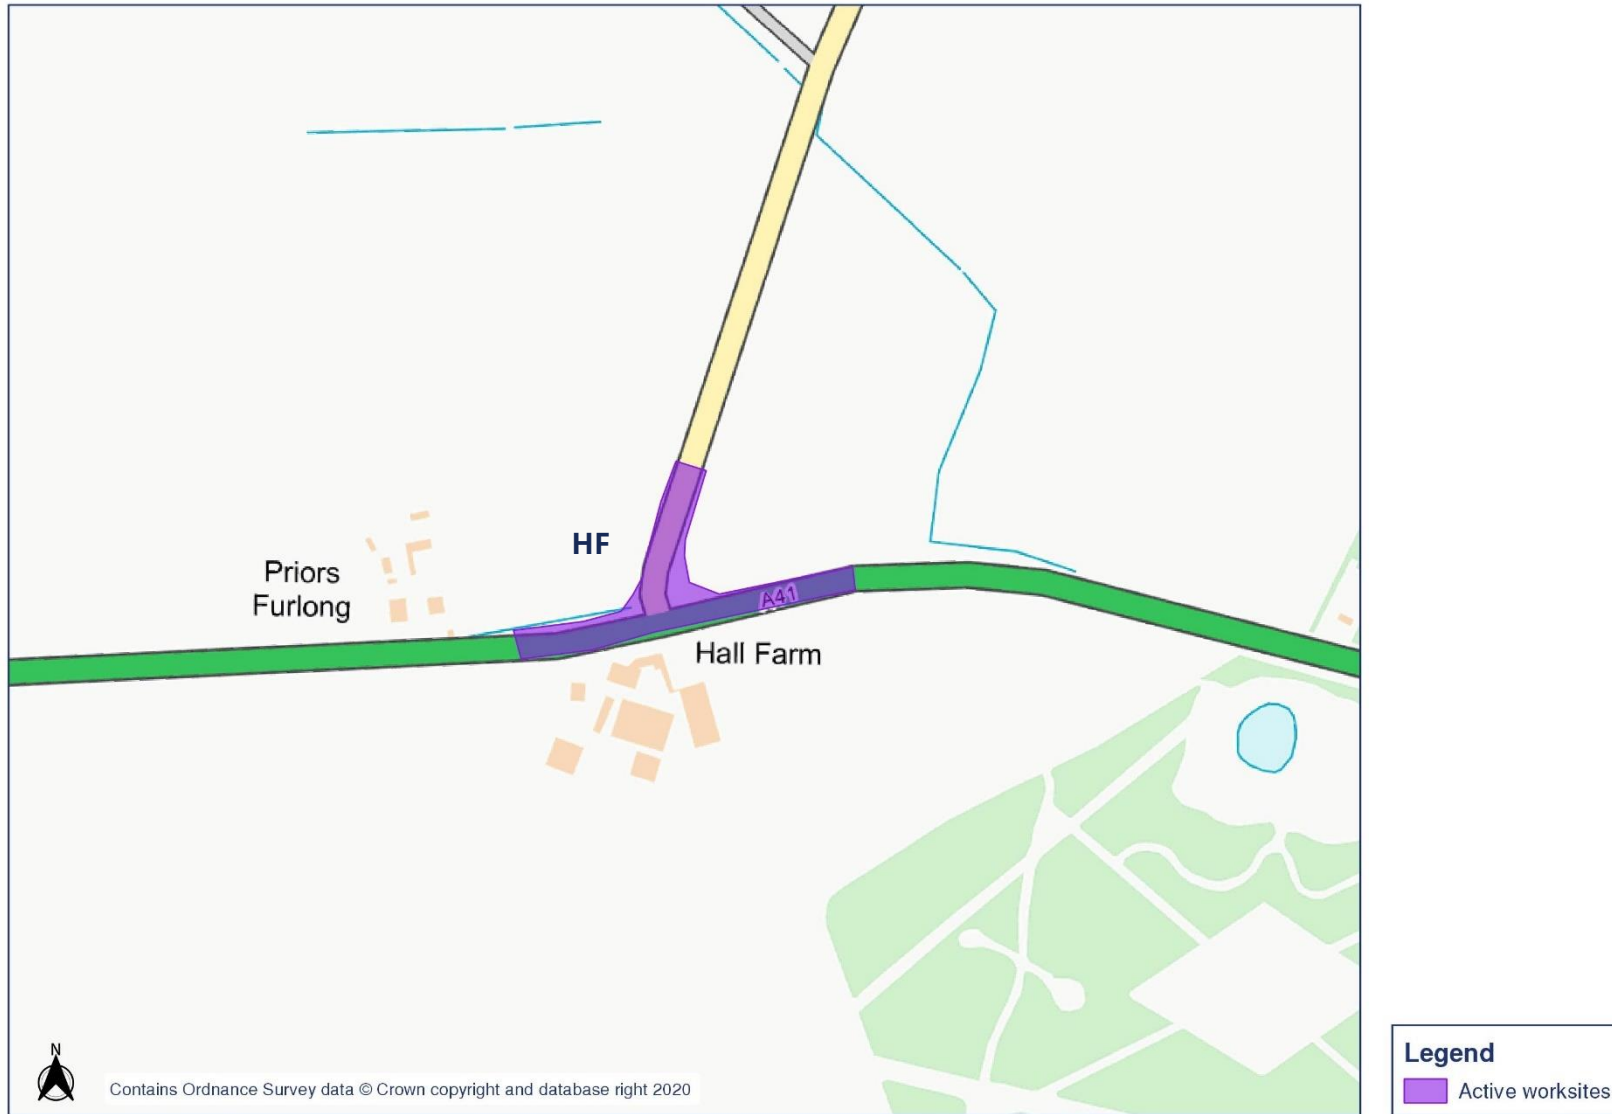 HF
Priors
Furlong
A41
Hall Farm
N
Contains Ordnance Survey data © Crown copyright and database right 2020
Legend
Active worksites